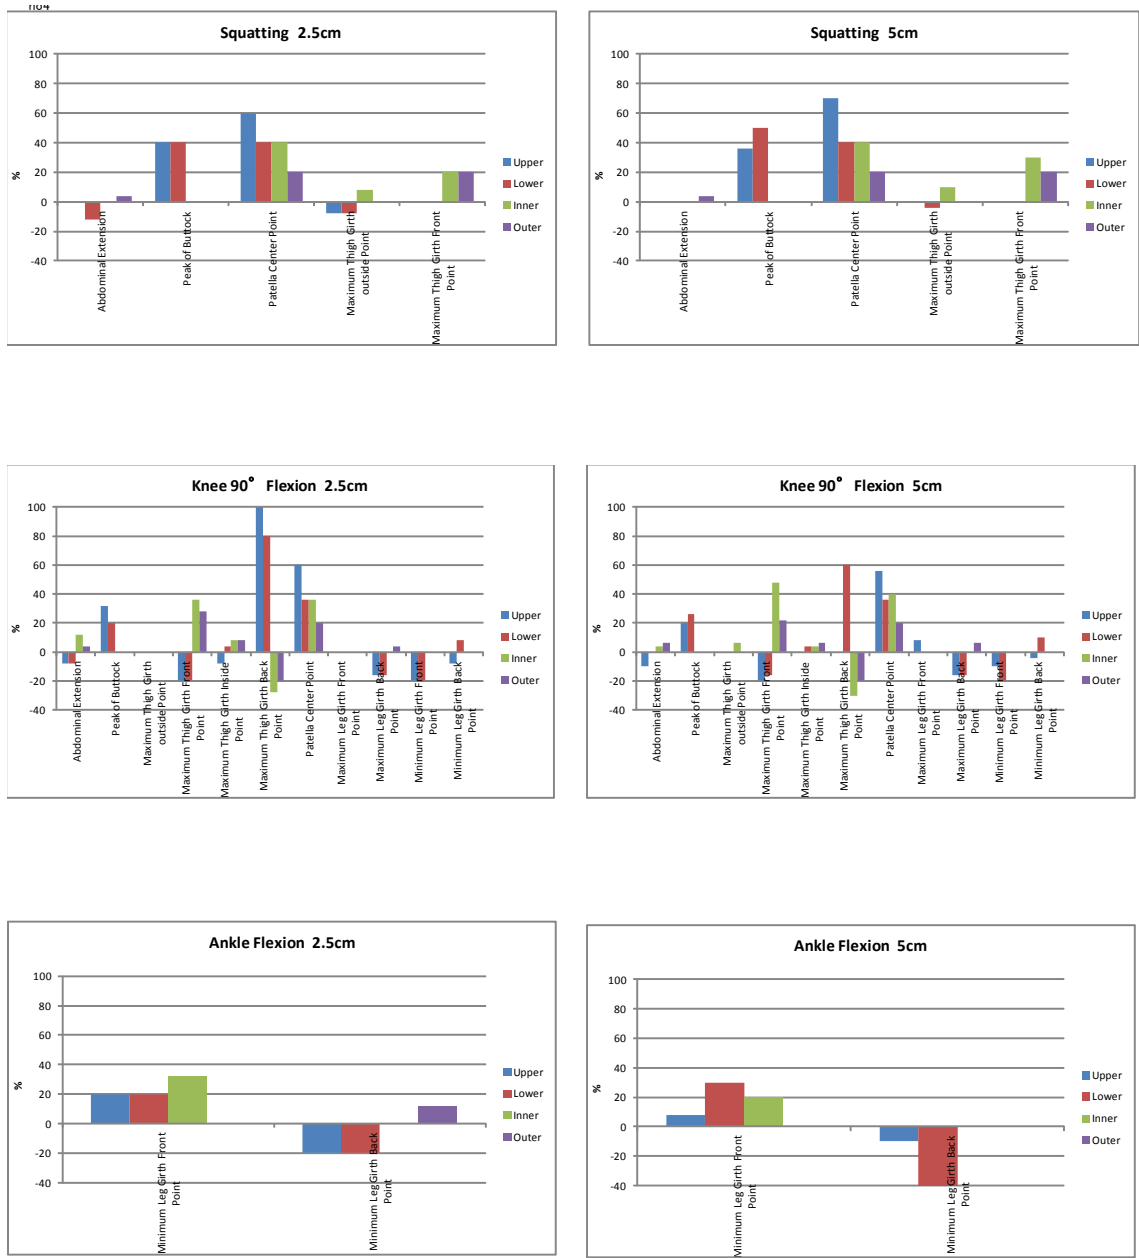 no4
Squatting 2.5cm
100
80
60
40
20
0
-20
-40
%
Abdominal Extension
Peak of Buttock
Patella Center Point
Maximum Thigh Girth
outside Point
Maximum Thigh Girth Front
Point
Upper
Lower
Inner
Outer
Squatting 5cm
100
80
60
40
20
0
-20
-40
%
Abdominal Extension
Peak of Buttock
Patella Center Point
Maximum Thigh Girth
outside Point
Maximum Thigh Girth Front
Point
Upper
Lower
Inner
Outer
Knee 90° Flexion 2.5cm
100
80
60
40
20
0
-20
-40
%
Abdominal Extension
Peak of Buttock
Maximum Thigh Girth
outside Point
Maximum Thigh Girth Front
Point
Maximum Thigh Girth Inside
Point
Maximum Thigh Girth Back
Point
Patella Center Point
Maximum Leg Girth Front
Point
Maximum Leg Girth Back
Point
Minimum Leg Girth Front
Point
Minimum Leg Girth Back
Point
Upper
Lower
Inner
Outer
Knee 90° Flexion 5cm
100
80
60
40
20
0
-20
-40
%
Abdominal Extension
Peak of Buttock
Maximum Thigh Girth
outside Point
Maximum Thigh Girth Front
Point
Maximum Thigh Girth Inside
Point
Maximum Thigh Girth Back
Point
Patella Center Point
Maximum Leg Girth Front
Point
Maximum Leg Girth Back
Point
Minimum Leg Girth Front
Point
Minimum Leg Girth Back
Point
Upper
Lower
Inner
Outer
Ankle Flexion 2.5cm
100
80
60
40
20
0
-20
-40
%
Minimum Leg Girth Front
Point
Minimum Leg Girth Back
Point
Upper
Lower
Inner
Outer
Ankle Flexion 5cm
100
80
60
40
20
0
-20
-40
%
Minimum Leg Girth Front
Point
Minimum Leg Girth Back
Point
Upper
Lower
Inner
Outer